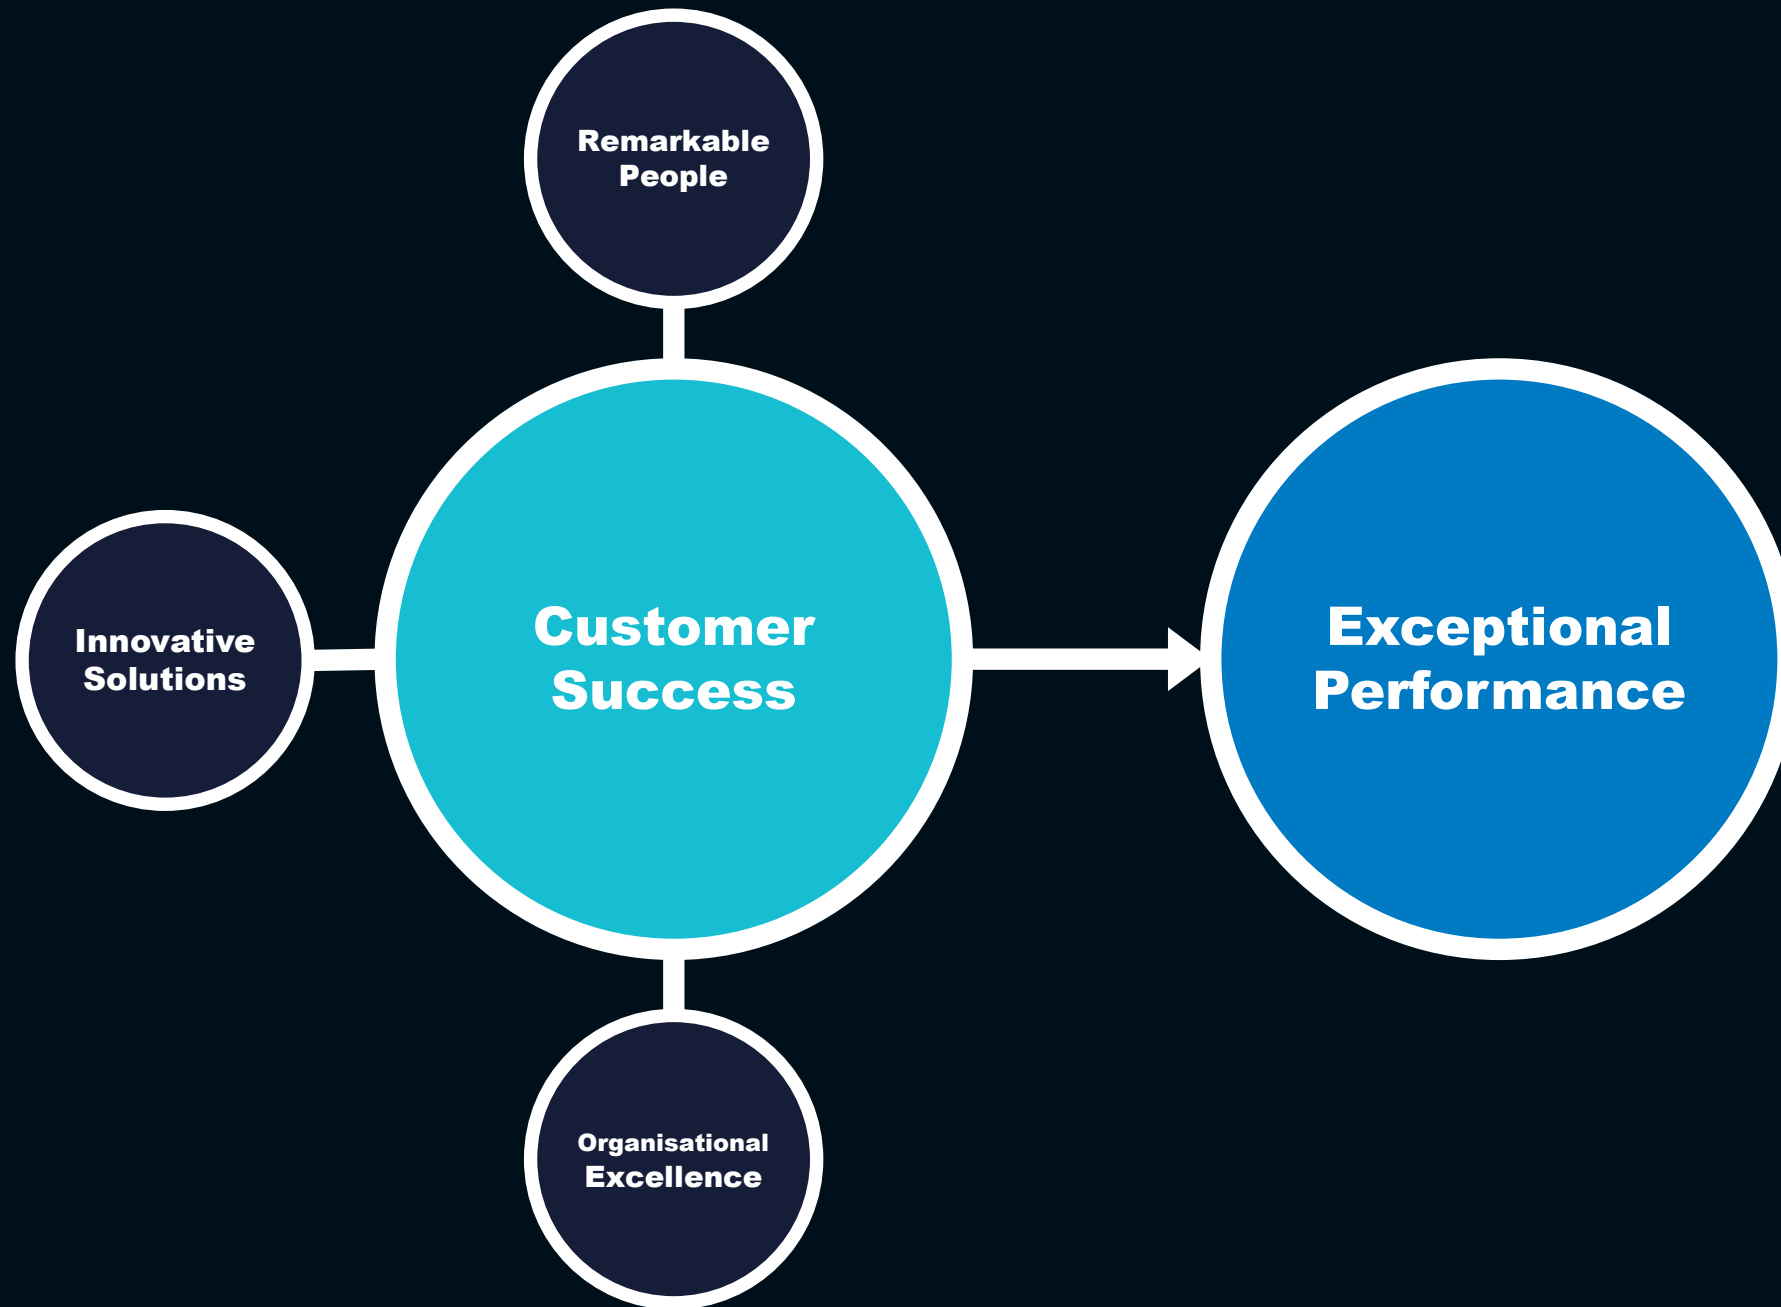 Remarkable
People
Innovative
Solutions
Customer
Success
Exceptional
Performance
Organisational
Excellence